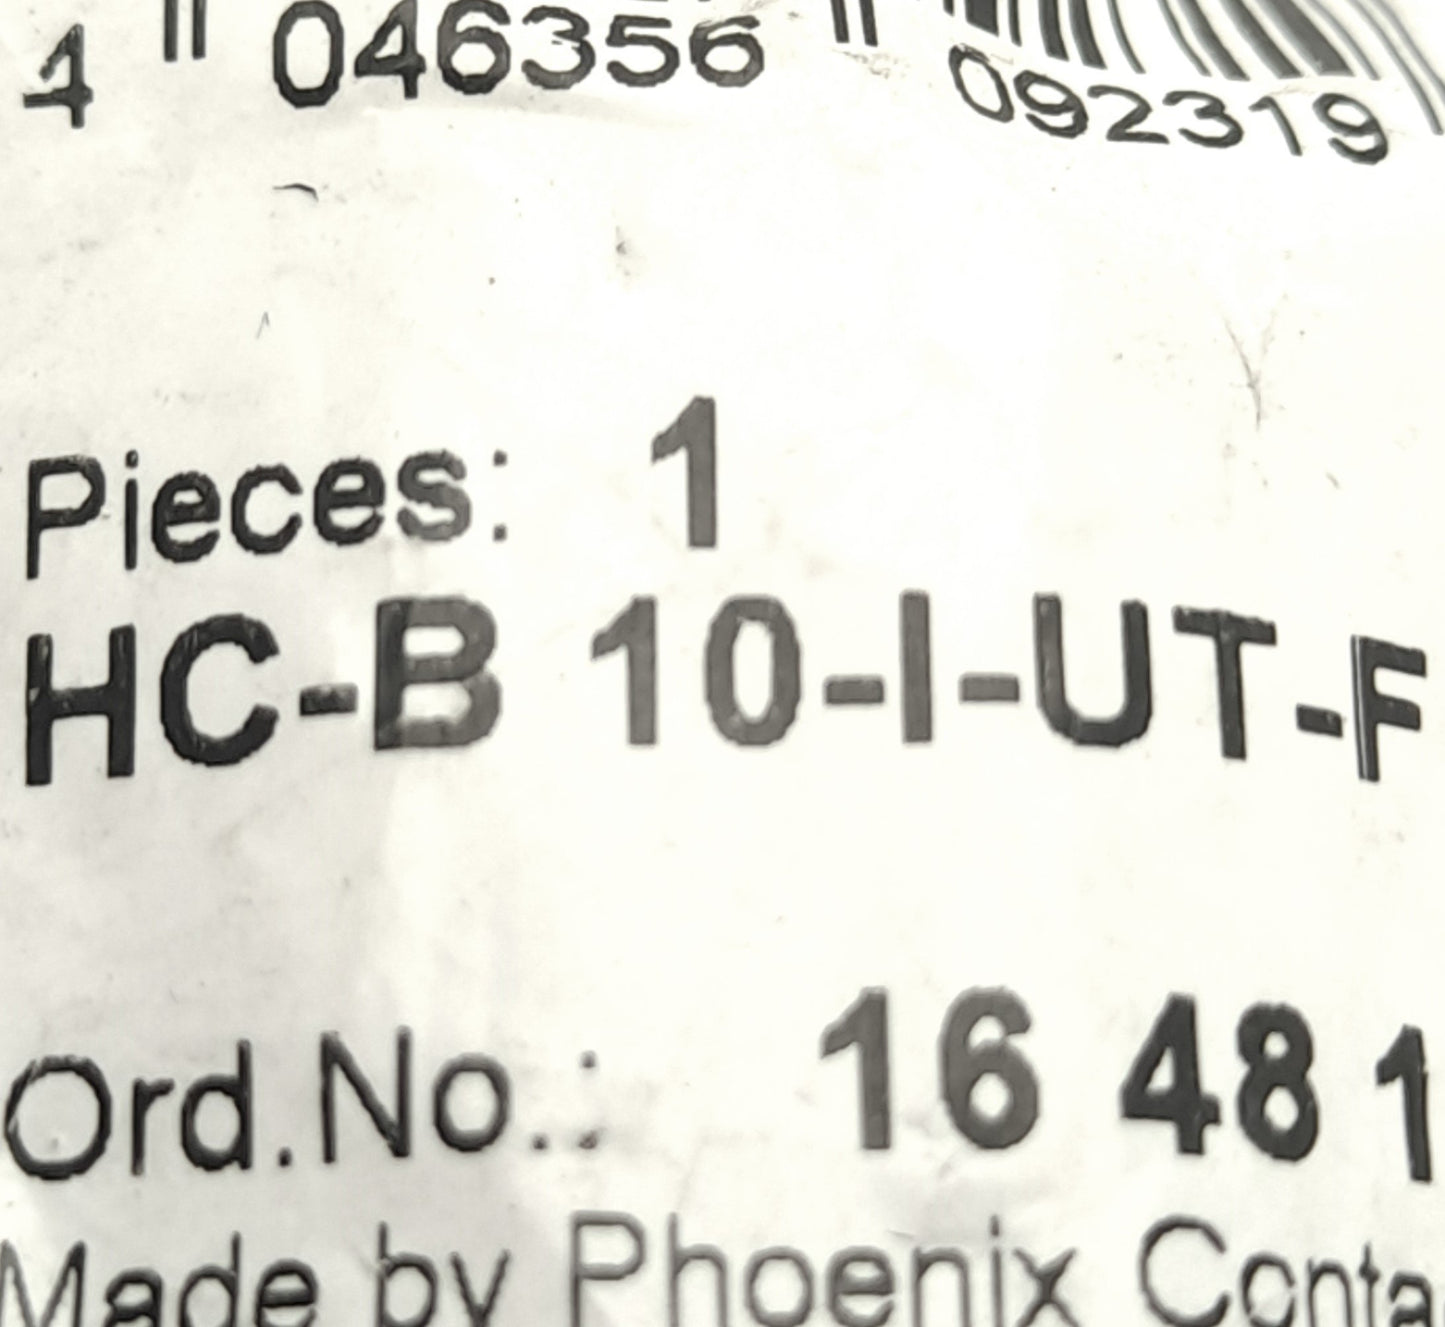 4 046356 092319
Pieces: 1
HC-B 10-I-UT-F
Ord.No.: 16 48 1
Made by Phoenix Conta